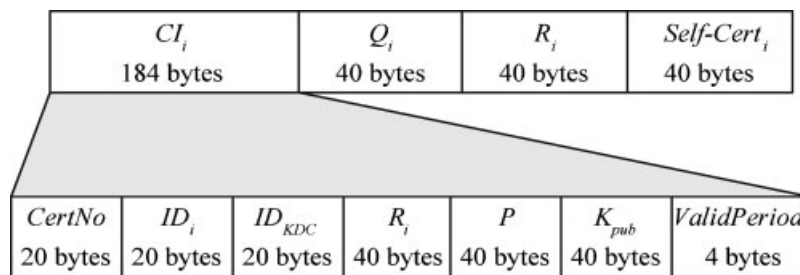 CI_i Q_i R_i Self-Cert_i
184 bytes 40 bytes 40 bytes 40 bytes
CertNo ID_i ID_KDC R_i P K_pub ValidPeriod
20 bytes 20 bytes 20 bytes 40 bytes 40 bytes 40 bytes 4 bytes